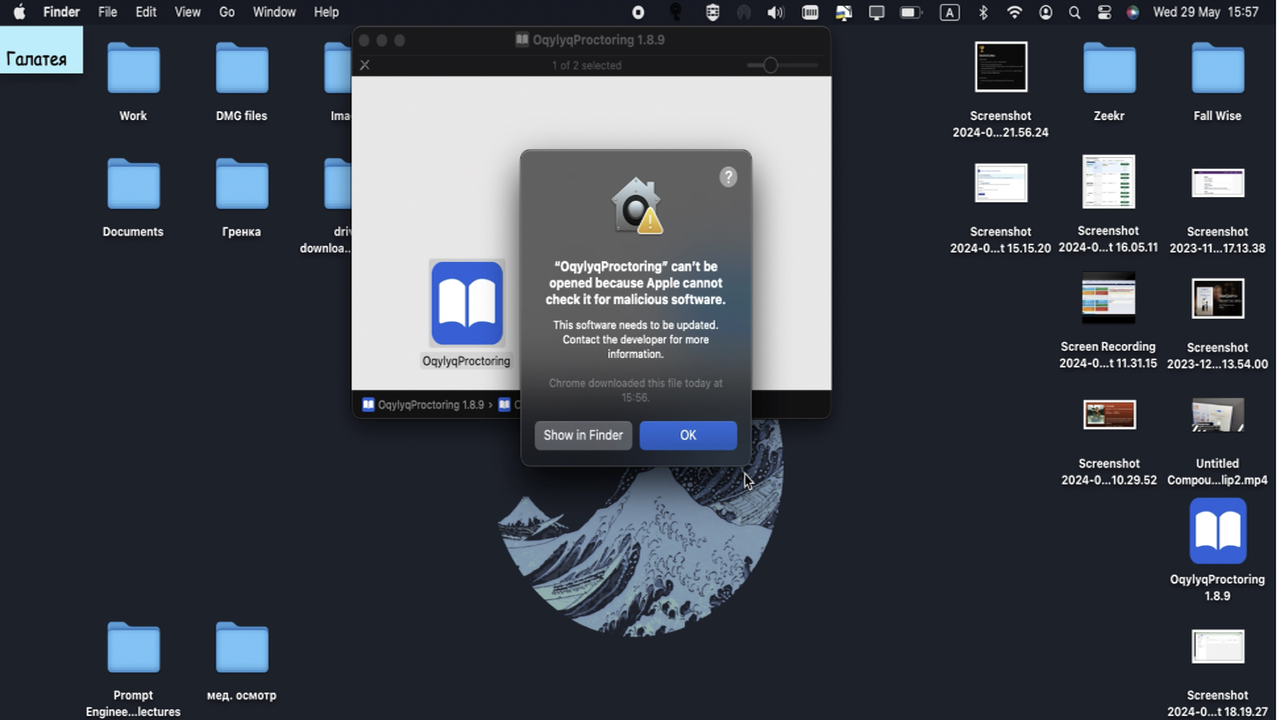 Finder File Edit View Go Window Help A Wed 29 May 15:57
Галатея
OqylyqProctoring 1.8.9
1 of 2 selected
Work
DMG files
Screenshot
2024-0...21.56.24
Zeekr
Fall Wise
?
Documents
Гренка
downloa...
Screenshot
2024-0...t 15.15.20
Screenshot
2024-0...t 16.05.11
Screenshot
2023-11...17.13.38
“OqylyqProctoring” can’t be
opened because Apple cannot
check it for malicious software.
This software needs to be updated.
Contact the developer for more
information.
Chrome downloaded this file today at
15:56.
Show in Finder
OK
OqylyqProctoring
OqylyqProctoring 1.8.9 ›
Screen Recording
2024-0...t 11.31.15
Screenshot
2023-12...13.54.00
Screenshot
2024-0...10.29.52
Untitled
Compou...lip2.mp4
OqylyqProctoring
1.8.9
Prompt
Enginee...lectures
мед. осмотр
Screenshot
2024-0...t 18.19.27